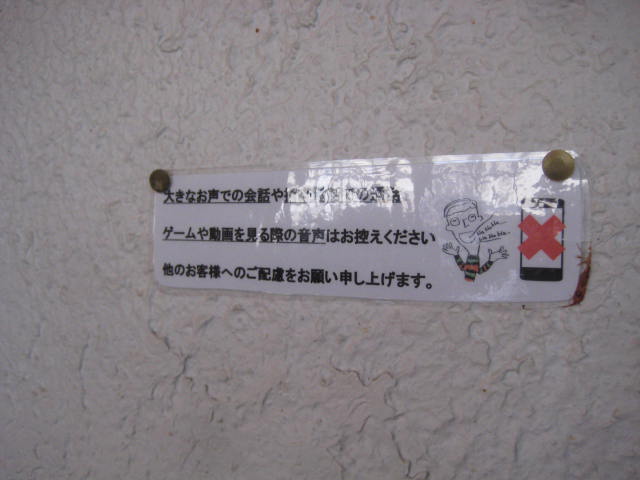 大きなお声での会話や
ゲームや動画を見る際の音声はお控えください
他のお客様へのご配慮をお願い申し上げます。